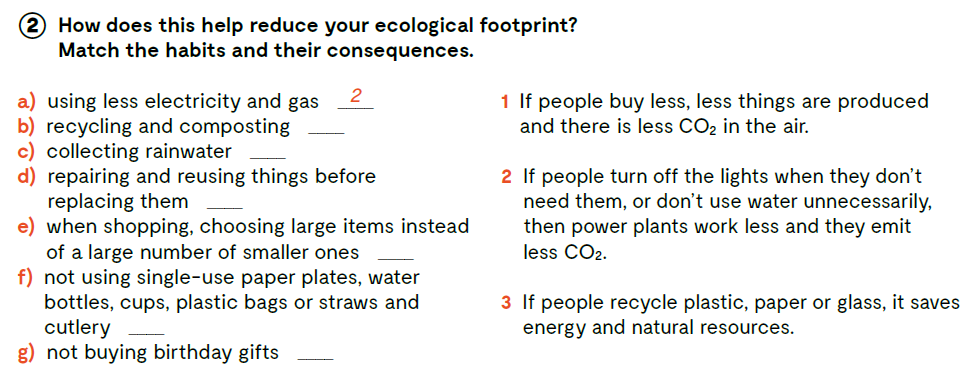 2 How does this help reduce your ecological footprint?
Match the habits and their consequences.
a) using less electricity and gas 2
b) recycling and composting ____
c) collecting rainwater ____
d) repairing and reusing things before
replacing them ____
e) when shopping, choosing large items instead
of a large number of smaller ones ____
f) not using single-use paper plates, water
bottles, cups, plastic bags or straws and
cutlery ____
g) not buying birthday gifts ____
1 If people buy less, less things are produced
and there is less CO₂ in the air.
2 If people turn off the lights when they don’t
need them, or don’t use water unnecessarily,
then power plants work less and they emit
less CO₂.
3 If people recycle plastic, paper or glass, it saves
energy and natural resources.